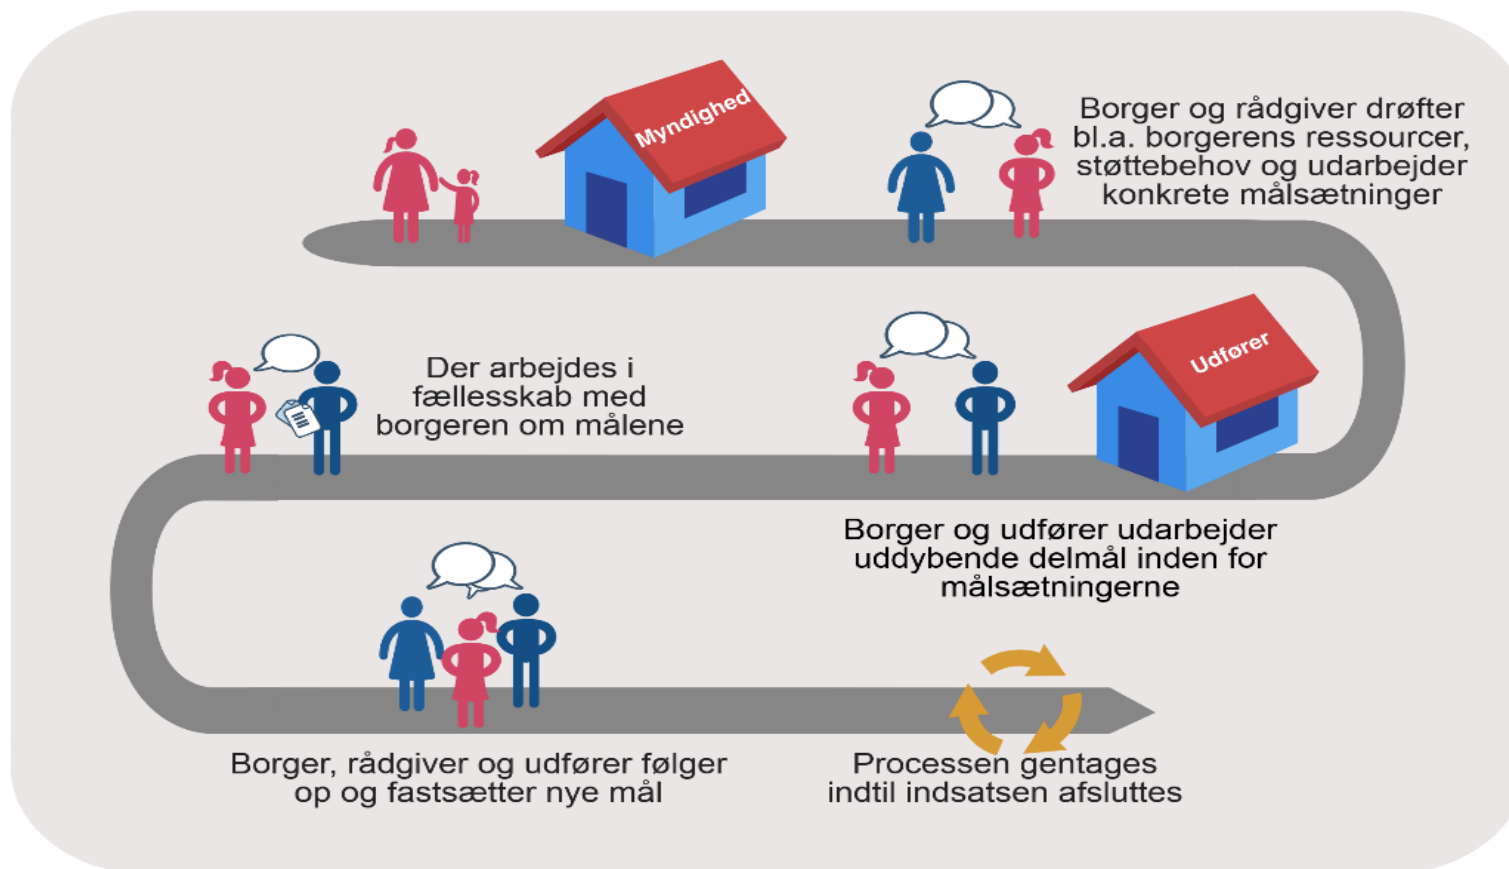 Myndighed
Borger og rådgiver drøfter
bl.a. borgerens ressourcer,
støttebehov og udarbejder
konkrete målsætninger
Udfører
Borger og udfører udarbejder
uddybende delmål inden for
målsætningerne
Der arbejdes i
fællesskab med
borgeren om målene
Borger, rådgiver og udfører følger
op og fastsætter nye mål
Processen gentages
indtil indsatsen afsluttes